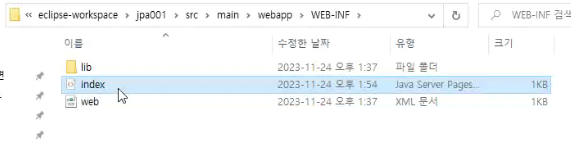 « eclipse-workspace > jpa001 > src > main > webapp > WEB-INF > WEB-INF 검색
이름 수정한 날짜 유형 크기
lib 2023-11-24 오후 1:37 파일 폴더
면
index 2023-11-24 오후 1:54 Java Server Pages... 1KB
web 2023-11-24 오후 1:37 XML 문서 1KB